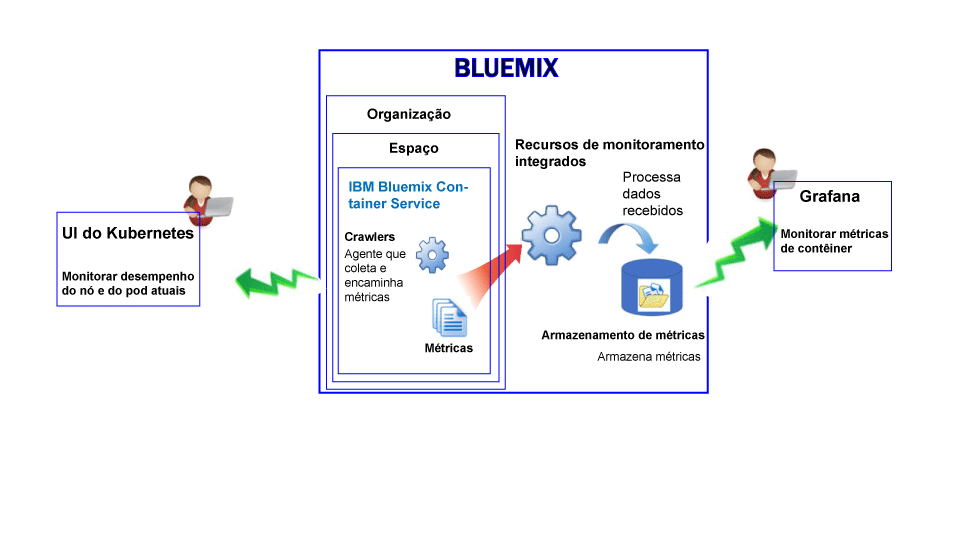 BLUEMIX
Organização
Espaço
IBM Bluemix Con-
tainer Service
Crawlers
Agente que
coleta e
encaminha
métricas
Métricas
Recursos de monitoramento
integrados
Processa
dados
recebidos
Armazenamento de métricas
Armazena métricas
UI do Kubernetes
Monitorar desempenho
do nó e do pod atuais
Grafana
Monitorar métricas
de contêiner